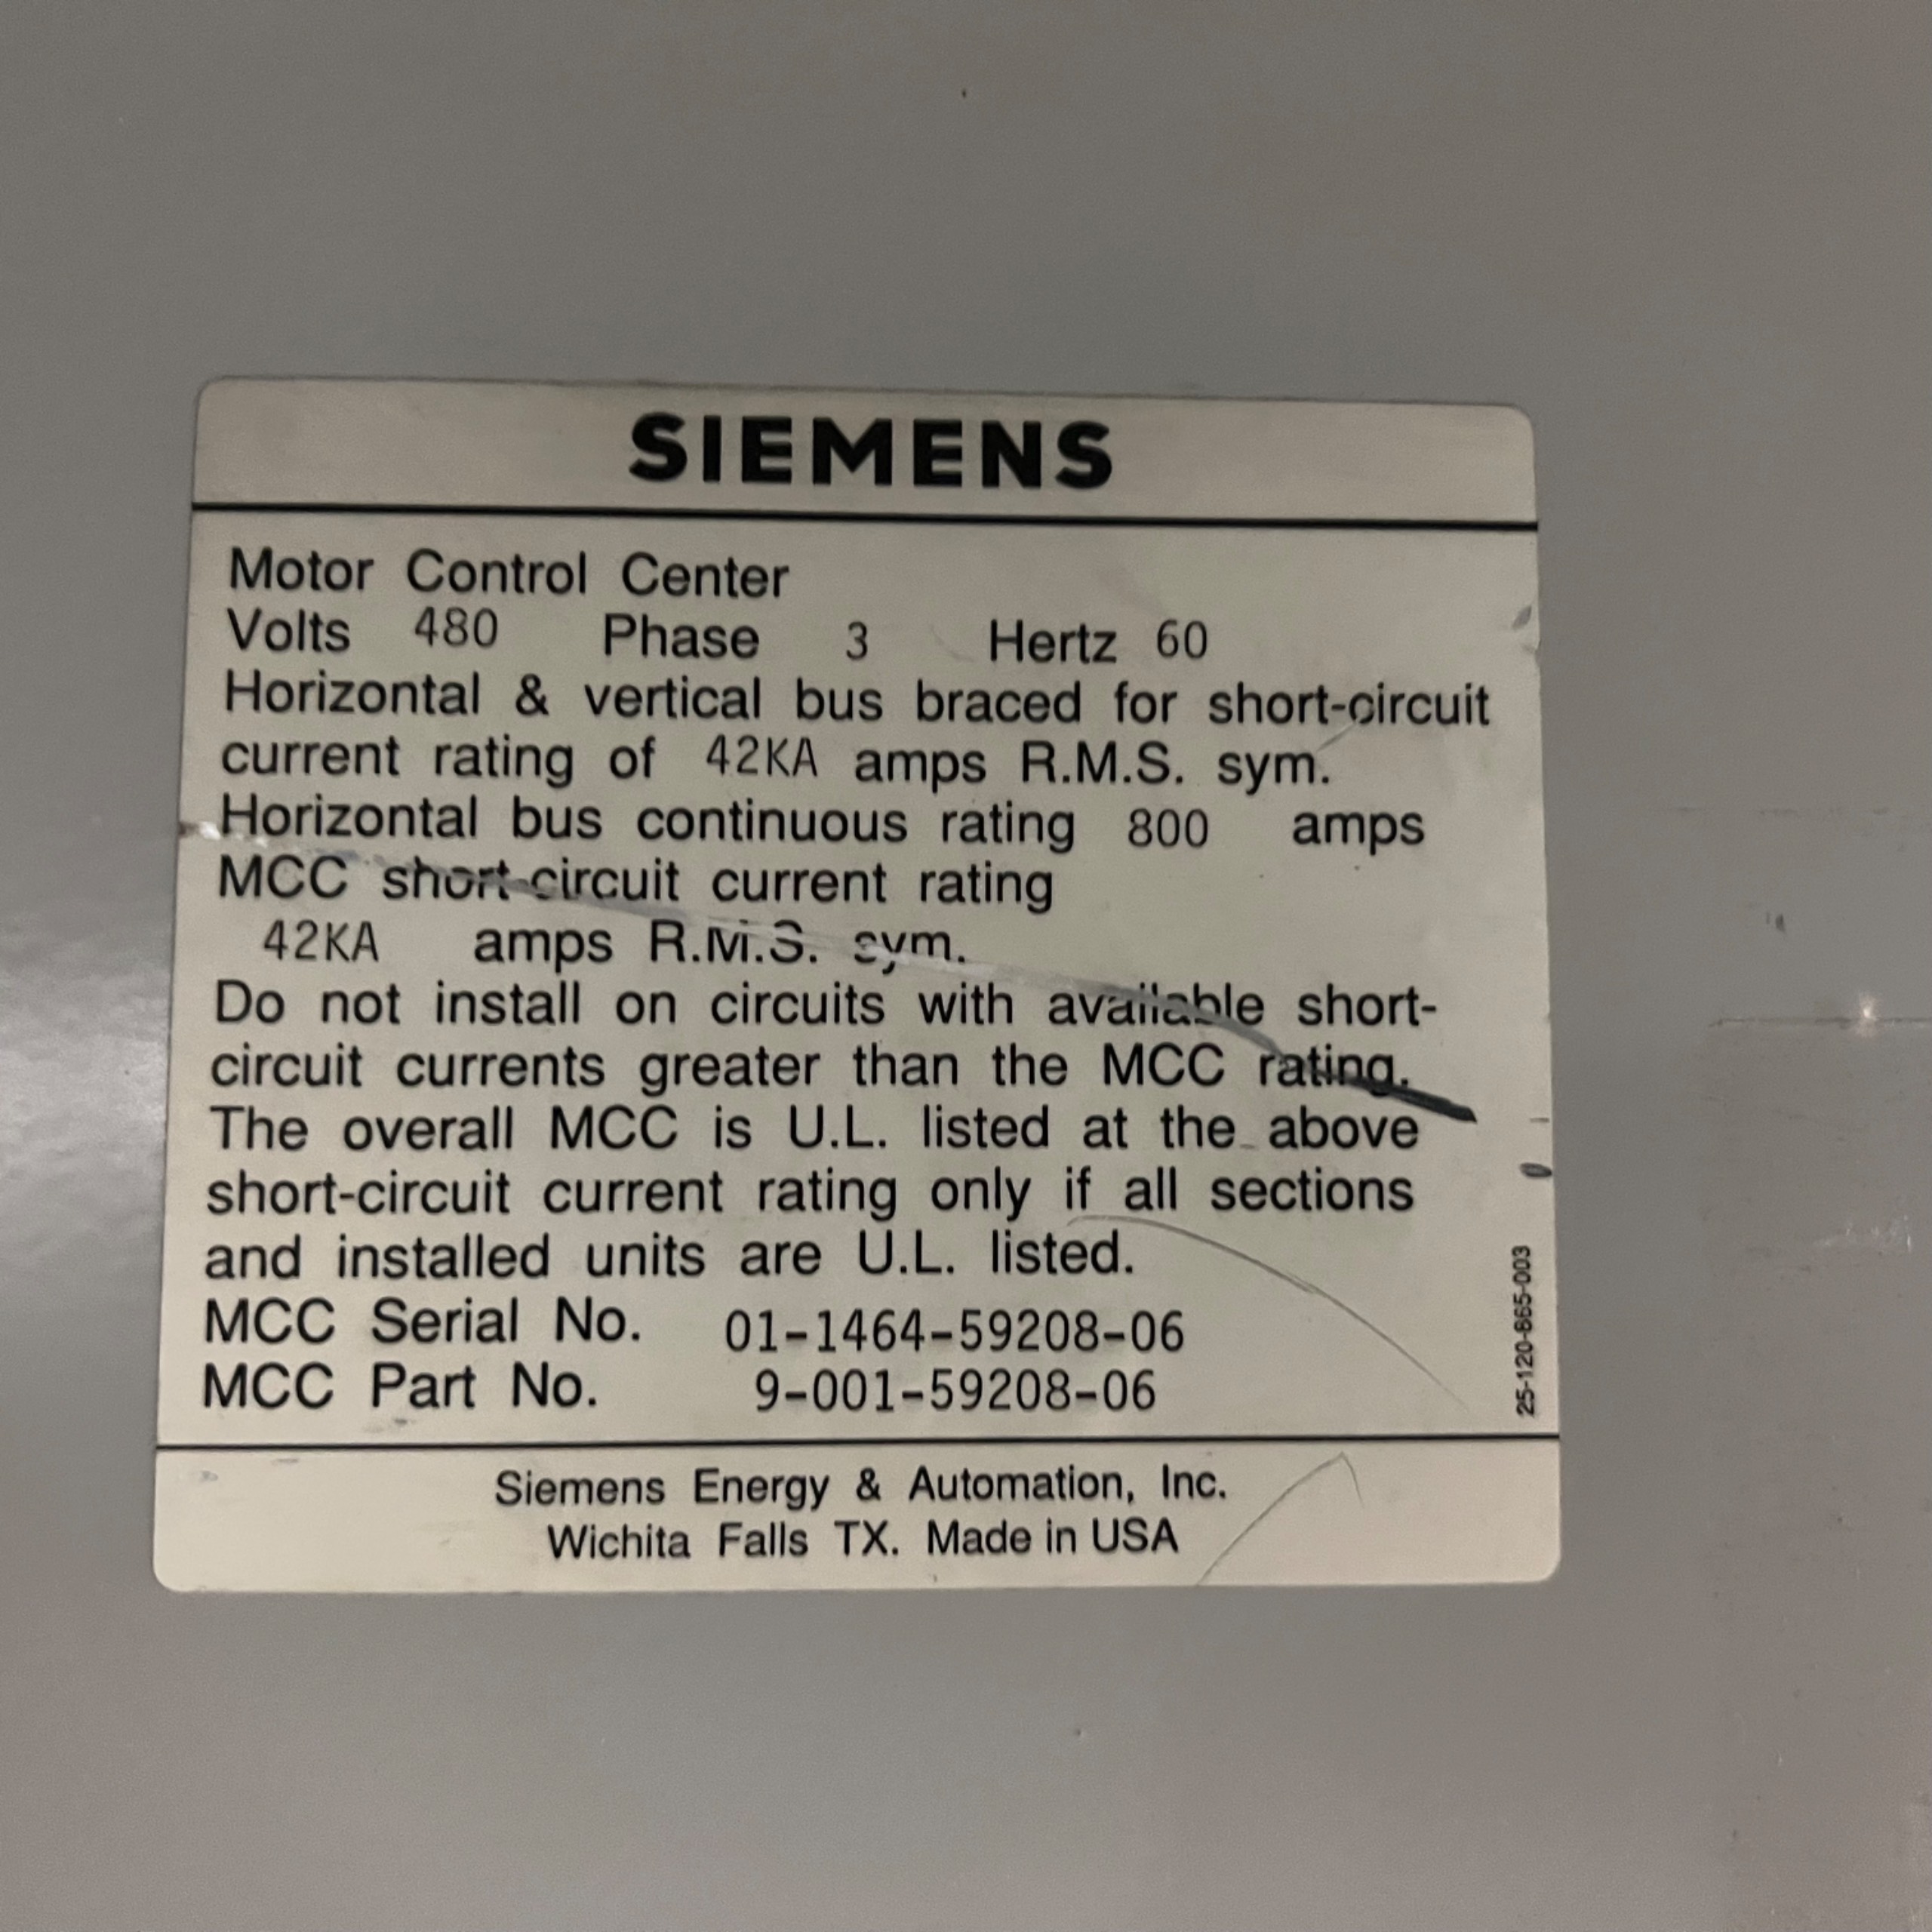 SIEMENS
Motor Control Center
Volts 480 Phase 3 Hertz 60
Horizontal & vertical bus braced for short-circuit
current rating of 42KA amps R.M.S. sym.
Horizontal bus continuous rating 800 amps
MCC short-circuit current rating
42KA amps R.M.S. sym.
Do not install on circuits with available short-
circuit currents greater than the MCC rating.
The overall MCC is U.L. listed at the above
short-circuit current rating only if all sections
and installed units are U.L. listed.
MCC Serial No. 01-1464-59208-06
MCC Part No. 9-001-59208-06
25-120-865-003
Siemens Energy & Automation, Inc.
Wichita Falls TX. Made in USA